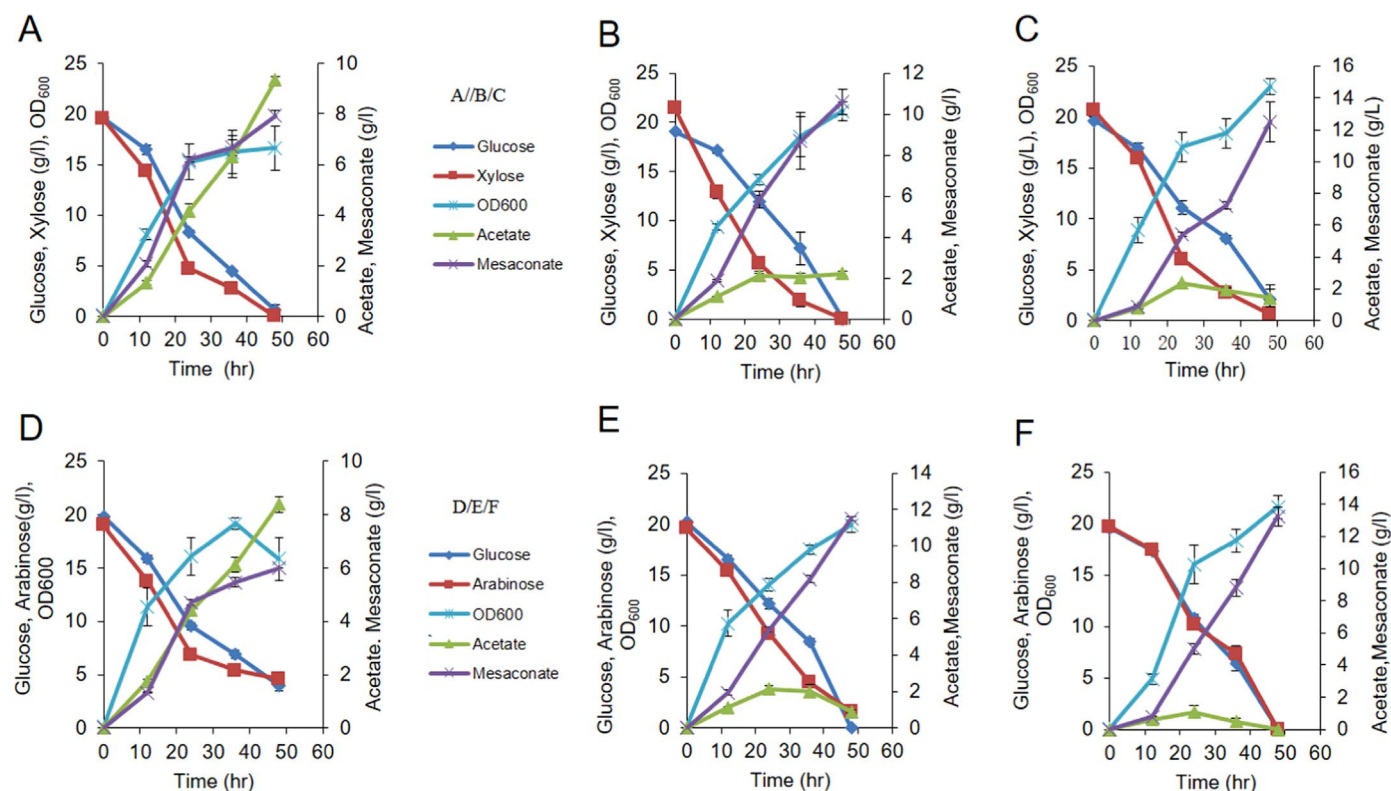 A
Glucose, Xylose (g/l), OD600
25
20
15
10
5
0
0 10 20 30 40 50 60
Time (hr)
10
8
6
4
2
0
Acetate, Mesaconate (g/l)
A//B/C
Glucose
Xylose
OD600
Acetate
Mesaconate
B
Glucose, Xylose (g/l), OD600
25
20
15
10
5
0
0 10 20 30 40 50 60
Time (hr)
12
10
8
6
4
2
0
Acetate, Mesaconate (g/l)
C
Glucose, Xylose (g/L), OD600
25
20
15
10
5
0
0 10 20 30 40 50 60
Time (hr)
16
14
12
10
8
6
4
2
0
Acetate, Mesaconate (g/L)
D
Glucose, Arabinose(g/l),
OD600
25
20
15
10
5
0
0 20 40 60
Time (hr)
10
8
6
4
2
0
Acetate. Mesaconate (g/l)
D/E/F
Glucose
Arabinose
OD600
Acetate
Mesaconate
E
Glucose, Arabinose (g/l),
OD600
25
20
15
10
5
0
0 10 20 30 40 50 60
Time (hr)
14
12
10
8
6
4
2
0
Acetate,Mesaconate (g/l)
F
Glucose, Arabinose (g/l),
OD600
25
20
15
10
5
0
0 10 20 30 40 50 60
Time (hr)
16
14
12
10
8
6
4
2
0
Acetate,Mesaconate (g/l)